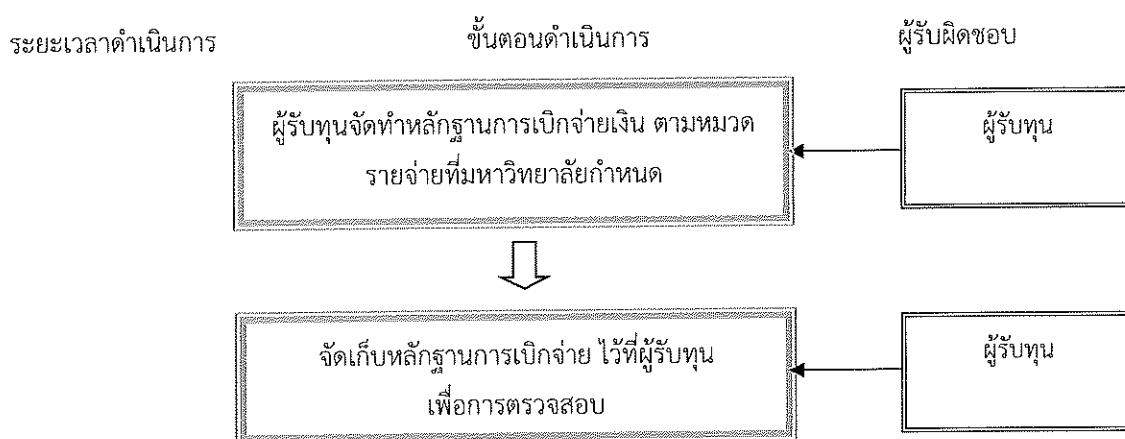 ระยะเวลาดำเนินการ ขั้นตอนดำเนินการ ผู้รับผิดชอบ
ผู้รับทุนจัดทำหลักฐานการเบิกจ่ายเงิน ตามหมวด
รายจ่ายที่มหาวิทยาลัยกำหนด
ผู้รับทุน
จัดเก็บหลักฐานการเบิกจ่าย ไว้ที่ผู้รับทุน
เพื่อการตรวจสอบ
ผู้รับทุน